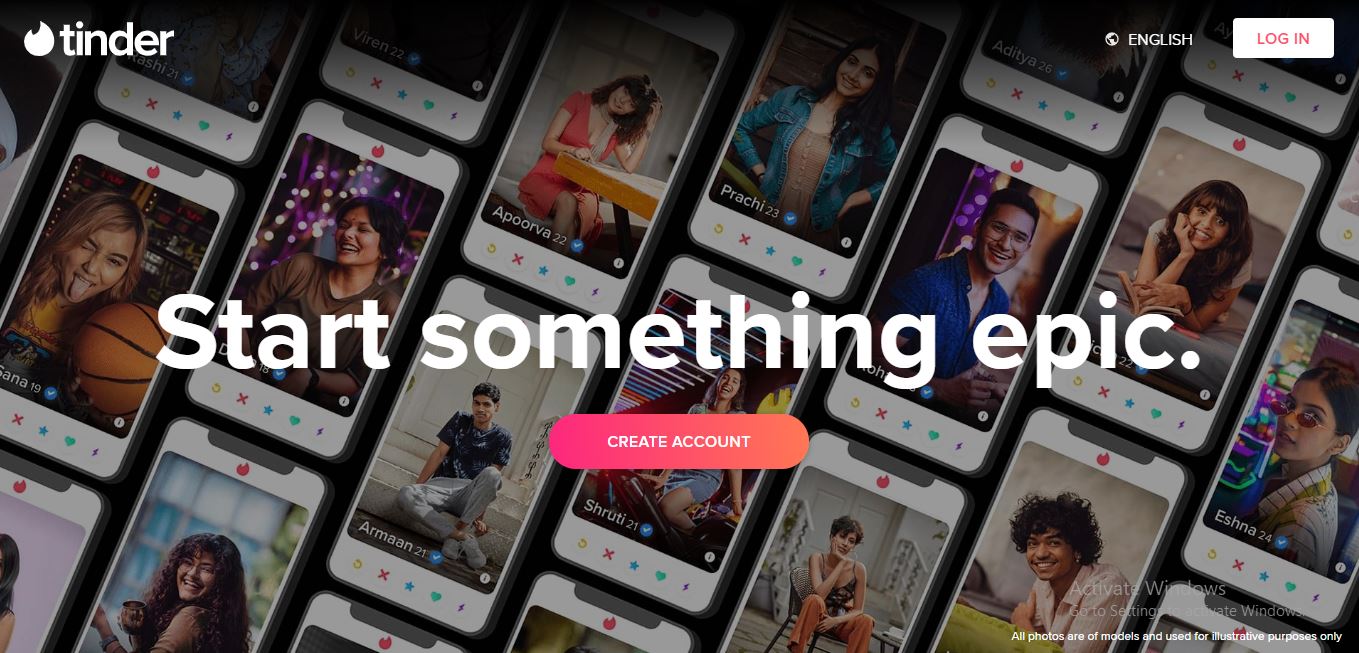 tinder
ENGLISH
LOG IN
Kashi 21
Viren 22
Aditya 26
Apoorva 22
Prachi 23
Start something epic.
Sana 19
CREATE ACCOUNT
Armaan 21
Shruti 21
Eshna 24
Activate Windows
Go to Settings to activate Windows.
All photos are of models and used for illustrative purposes only